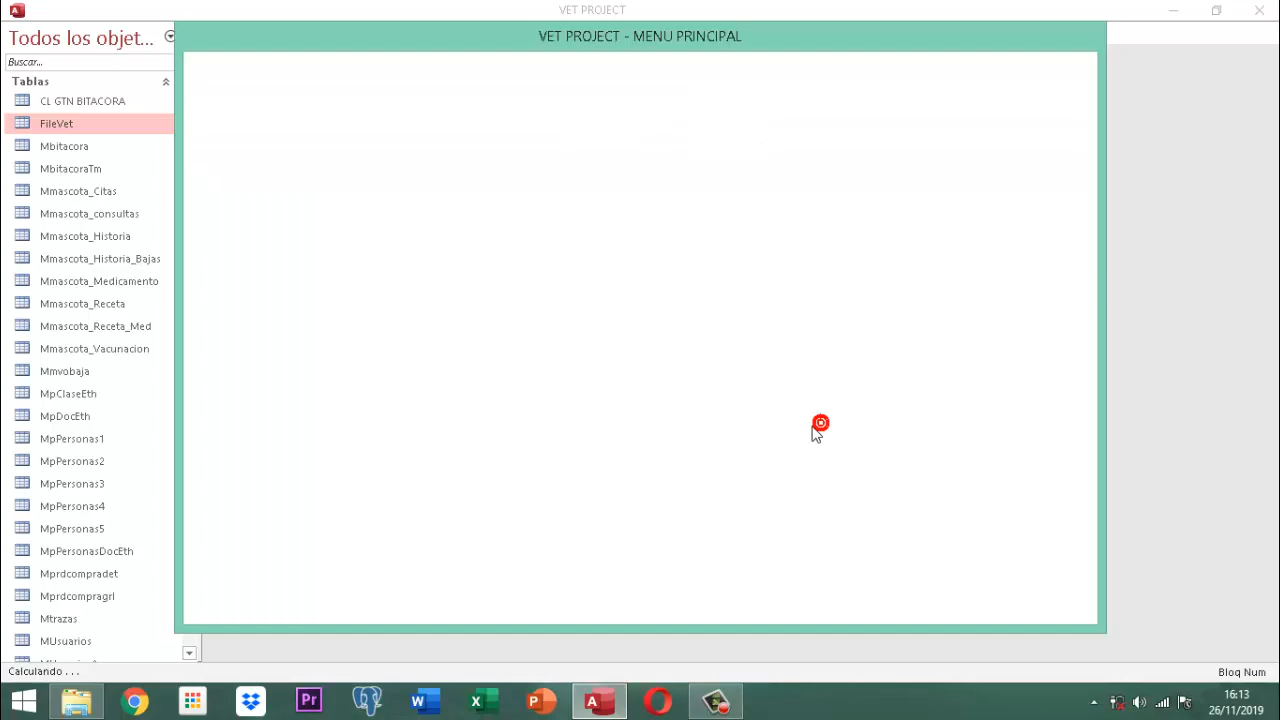 VET PROJECT
Todos los objet...
VET PROJECT - MENU PRINCIPAL
Buscar...
Tablas
CL GTN BITACORA
FileVet
Mbitacora
MbitacoraTm
Mmascota_Citas
Mmascota_consultas
Mmascota_Historia
Mmascota_Historia_Bajas
Mmascota_Medicamento
Mmascota_Receta
Mmascota_Receta_Med
Mmascota_Vacunacion
Mmvobaja
MpClaseEth
MpDocEth
MpPersonas1
MpPersonas2
MpPersonas3
MpPersonas4
MpPersonas5
MpPersonasDocEth
Mprdcompradet
Mprdcompragrl
Mtrazas
MUsuarios
Calculando . . .
Bloq Num
16:13
26/11/2019